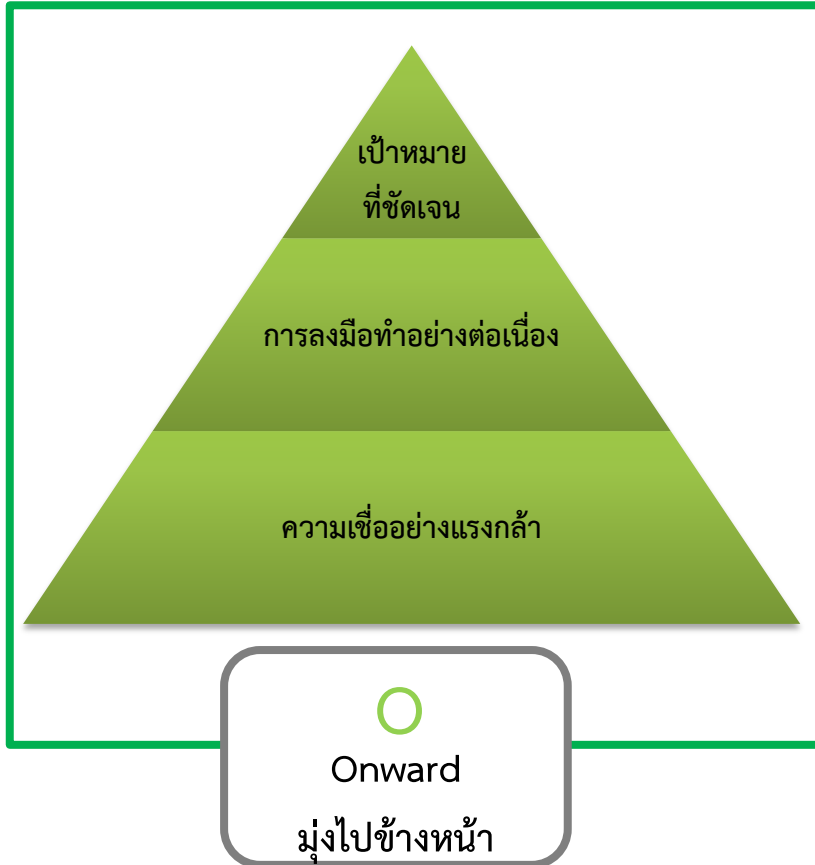 เป้าหมาย
ที่ชัดเจน
การลงมือทำอย่างต่อเนื่อง
ความเชื่ออย่างแรงกล้า
O
Onward
มุ่งไปข้างหน้า